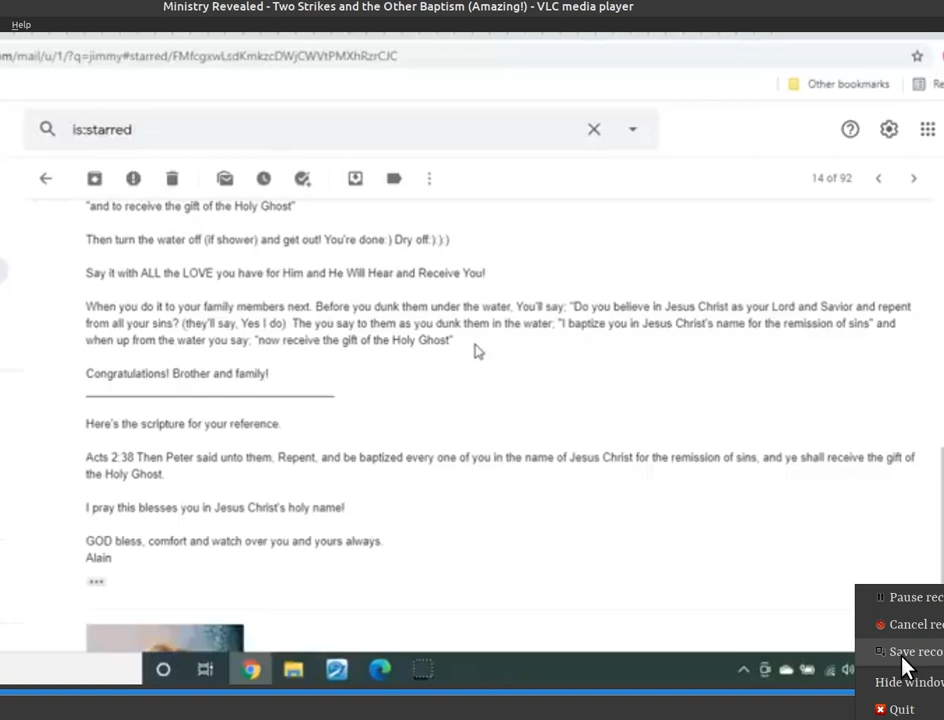 Ministry Revealed - Two Strikes and the Other Baptism (Amazing!) - VLC media player
Help
om/mail/u/1/?q=jimmy#starred/FMfcgxwLsdKmkzcDWjCWVtPMXhRzrCJC
Other bookmarks
Re
is:starred
14 of 92
"and to receive the gift of the Holy Ghost"
Then turn the water off (if shower) and get out! You're done:) Dry off:):):)
Say it with ALL the LOVE you have for Him and He Will Hear and Receive You!
When you do it to your family members next. Before you dunk them under the water, You'll say; "Do you believe in Jesus Christ as your Lord and Savior and repent
from all your sins? (they'll say, Yes I do) The you say to them as you dunk them in the water; "I baptize you in Jesus Christ's name for the remission of sins" and
when up from the water you say; "now receive the gift of the Holy Ghost"
Congratulations! Brother and family!
Here's the scripture for your reference.
Acts 2:38 Then Peter said unto them, Repent, and be baptized every one of you in the name of Jesus Christ for the remission of sins, and ye shall receive the gift of
the Holy Ghost.
I pray this blesses you in Jesus Christ's holy name!
GOD bless, comfort and watch over you and yours always.
Alain
Pause rec
Cancel re
Save reco
Hide windo
Quit